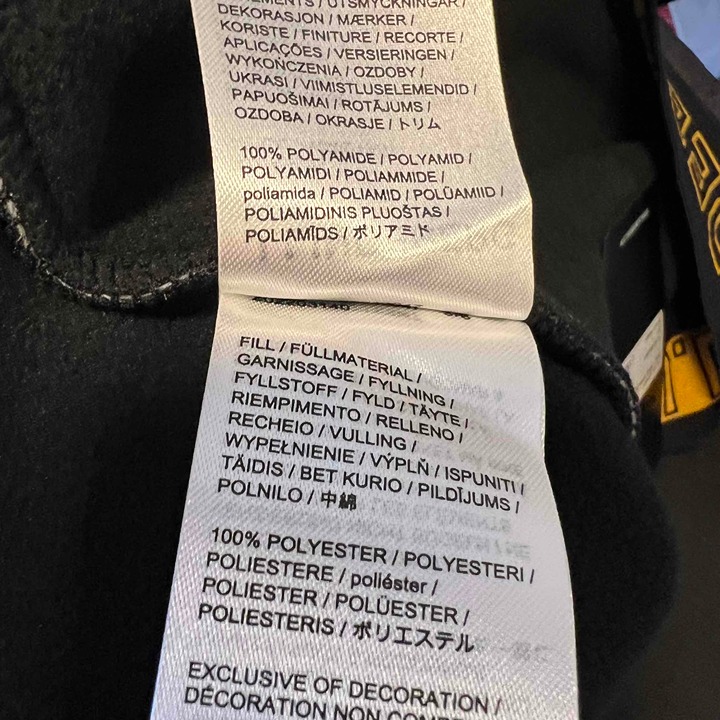 UTSMYCKNINGAR /
DEKORASJON / MÆRKER /
KORISTE / FINITURE / RECORTE /
APLICAÇÕES / VERSIERINGEN /
WYKOŃCZENIA / OZDOBY /
UKRASI / VIIMISTLUSELEMENDID /
PAPUOŠIMAI / ROTĀJUMS /
OZDOBA / OKRASJE / トリム
100% POLYAMIDE / POLYAMID /
POLYAMIDI / POLIAMMIDE /
poliamida / POLIAMID / POLÜAMIID /
POLIAMIDINIS PLUOŠTAS /
POLIAMĪDS / ポリアミド
FILL / FÜLLMATERIAL /
GARNISSAGE / FYLLNING /
FYLLSTOFF / FYLD / TÄYTE /
RIEMPIMENTO / RELLENO /
RECHEIO / VULLING /
WYPEŁNIENIE / VÝPLŇ / ISPUNITI /
TÄIDIS / BET KURIO / PILDĪJUMS /
POLNILO / 中綿
100% POLYESTER / POLYESTERI /
POLIESTERE / poliéster /
POLIESTER / POLÜESTER /
POLIESTERIS / ポリエステル
EXCLUSIVE OF DECORATION /
DÉCORATION NON